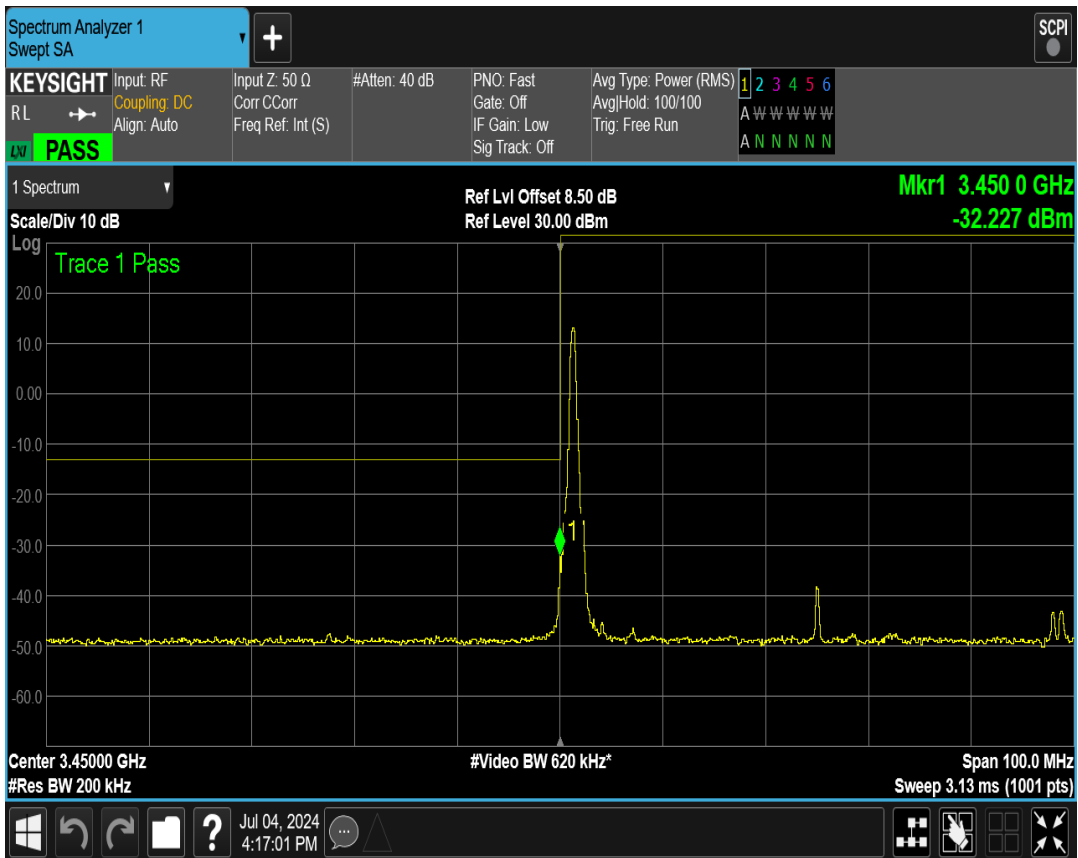 Spectrum Analyzer 1
Swept SA
+
SCPI
KEYSIGHT
RL
LXI PASS
Input: RF
Coupling: DC
Align: Auto
Input Z: 50 Ω
Corr CCorr
Freq Ref: Int (S)
#Atten: 40 dB
PNO: Fast
Gate: Off
IF Gain: Low
Sig Track: Off
Avg Type: Power (RMS)
Avg|Hold: 100/100
Trig: Free Run
1 2 3 4 5 6
A W W W W W
A N N N N N
1 Spectrum
Scale/Div 10 dB
Ref Lvl Offset 8.50 dB
Ref Level 30.00 dBm
Mkr1 3.450 0 GHz
-32.227 dBm
Log
Trace 1 Pass
20.0
10.0
0.00
-10.0
-20.0
1
-30.0
-40.0
-50.0
-60.0
Center 3.45000 GHz
#Res BW 200 kHz
#Video BW 620 kHz*
Span 100.0 MHz
Sweep 3.13 ms (1001 pts)
?
Jul 04, 2024
4:17:01 PM